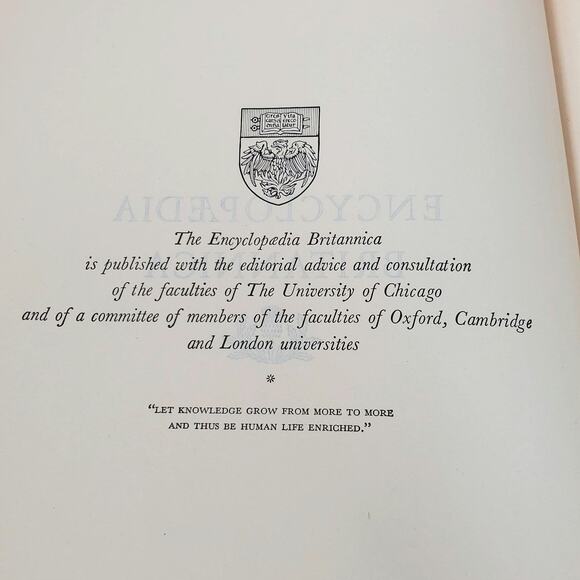 The Encyclopædia Britannica
is published with the editorial advice and consultation
of the faculties of The University of Chicago
and of a committee of members of the faculties of Oxford, Cambridge
and London universities
*
"LET KNOWLEDGE GROW FROM MORE TO MORE
AND THUS BE HUMAN LIFE ENRICHED."
ENCYCLOPÆDIA
BRITANNICA